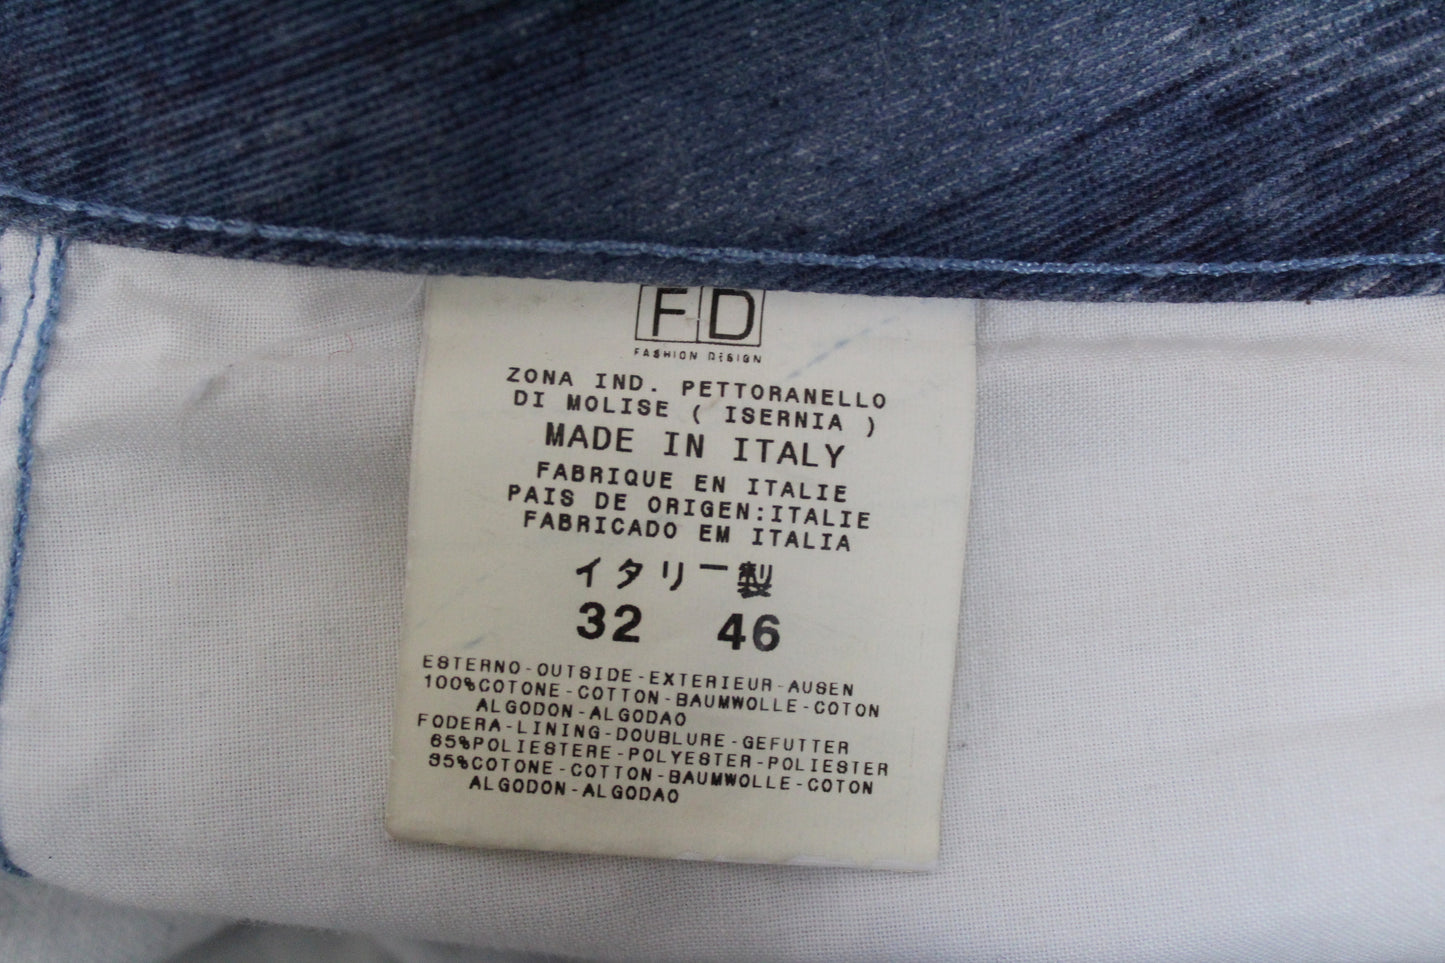 FD
FASHION DESIGN
ZONA IND. PETTORANELLO
DI MOLISE ( ISERNIA )
MADE IN ITALY
FABRIQUE EN ITALIE
PAIS DE ORIGEN:ITALIE
FABRICADO EM ITALIA
イタリー製
32 46
ESTERNO-OUTSIDE-EXTERIEUR-AUSEN
100%COTONE-COTTON-BAUMWOLLE-COTON
ALGODON-ALGODAO
FODERA-LINING-DOUBLURE-GEFUTTER
65%POLIESTERE-POLYESTER-POLIESTER
35%COTONE-COTTON-BAUMWOLLE-COTON
ALGODON-ALGODAO